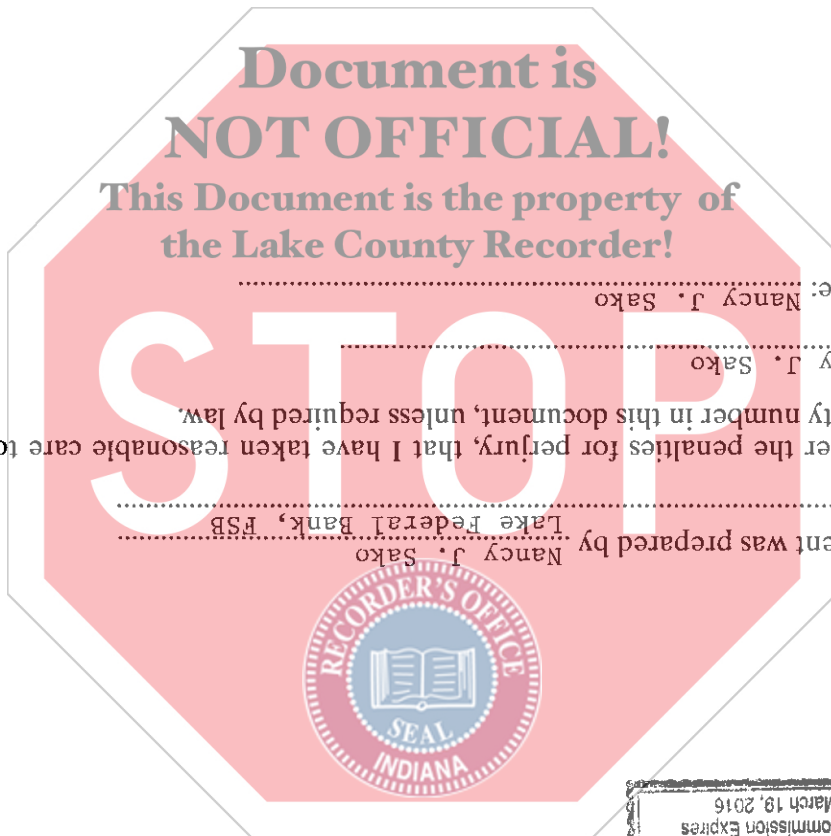 Document is
NOT OFFICIAL!
This Document is the property of
the Lake County Recorder!
STOP
RECORDER'S OFFICE
SEAL
INDIANA
ommission Expires
March 19, 2016
ent was prepared by Nancy J. Sako
Lake Federal Bank, FSB
er the penalties for perjury, that I have taken reasonable care to
ty number in this document, unless required by law.
y J. Sako
e: Nancy J. Sako